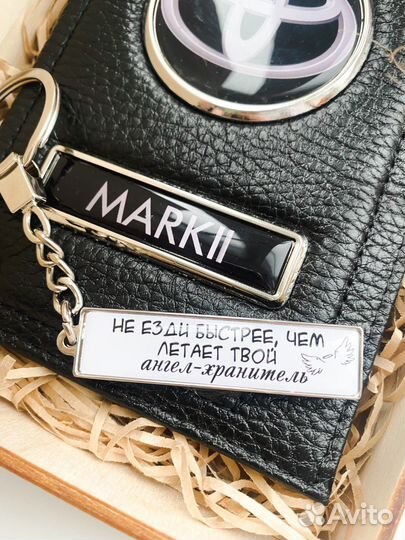 MARKII
НЕ ЕЗДИ БЫСТРЕЕ, ЧЕМ
ЛЕТАЕТ ТВОЙ
ангел-хранитель
Avito